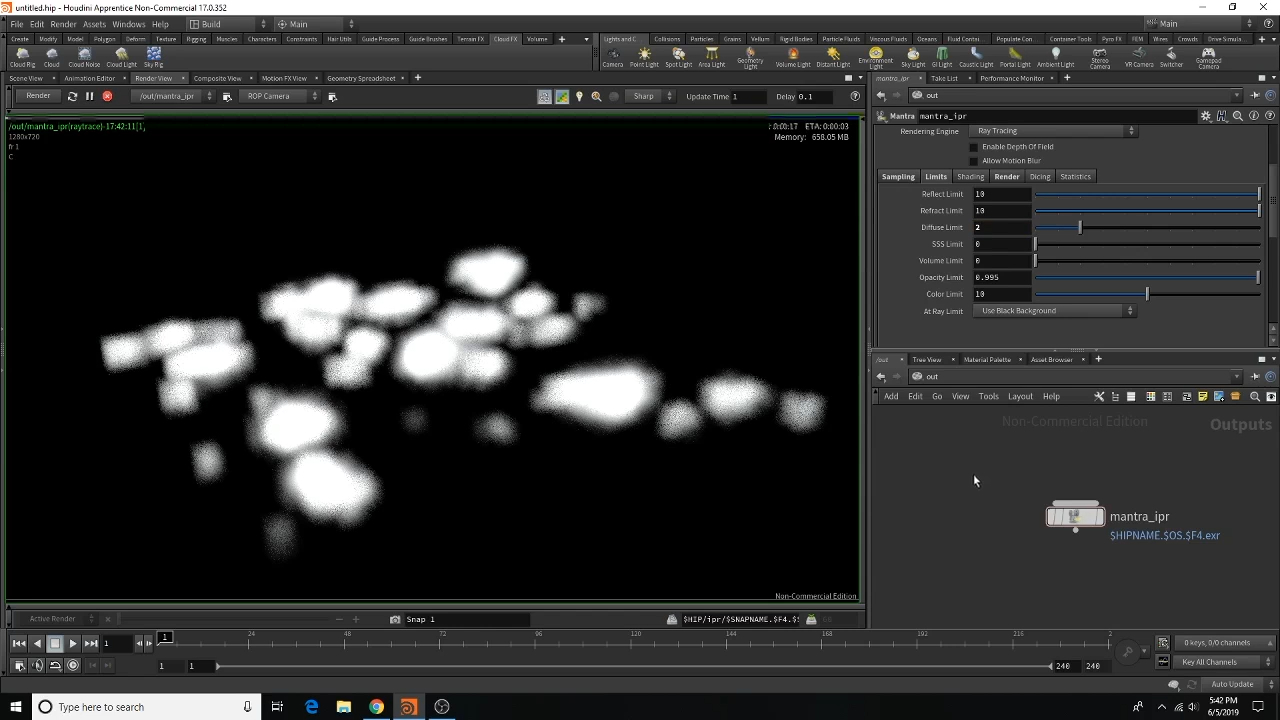 untitled.hip - Houdini Apprentice Non-Commercial 17.0.352
File Edit Render Assets Windows Help Build Main Main
Create Modify Model Polygon Deform Texture Rigging Muscles Characters Constraints Hair Utils Guide Process Guide Brushes Terrain FX Cloud FX Volume
Lights and C Collisions Particles Grains Vellum Rigid Bodies Particle Fluids Viscous Fluids Oceans Fluid Contai... Populate Con... Container Tools Pyro FX FEM Wires Crowds Drive Simula...
Cloud Rig Cloud Cloud Noise Cloud Light Sky Rig
Camera Point Light Spot Light Area Light Geometry Light Volume Light Distant Light Environment Light Sky Light GI Light Caustic Light Portal Light Ambient Light Stereo Camera VR Camera Switcher Gamepad Camera
Scene View Animation Editor Render View Composite View Motion FX View Geometry Spreadsheet
Render /out/mantra_ipr ROP Camera Sharp Update Time 1 Delay 0.1
/out/mantra_ipr(raytrace)-17:42:11[1,
1280x720
fr 1
C
ETA: 0:00:03
Memory: 658.05 MB
Non-Commercial Edition
Active Render Snap 1 $HIP/ipr/$SNAPNAME.$F4.$
mantra_ipr Take List Performance Monitor
out
Mantra mantra_ipr
Rendering Engine Ray Tracing
Enable Depth Of Field
Allow Motion Blur
Sampling Limits Shading Render Dicing Statistics
Reflect Limit 10
Refract Limit 10
Diffuse Limit 2
SSS Limit 0
Volume Limit 0
Opacity Limit 0.995
Color Limit 10
At Ray Limit Use Black Background
/out Tree View Material Palette Asset Browser
out
Add Edit Go View Tools Layout Help
Non-Commercial Edition Outputs
mantra_ipr
$HIPNAME.$OS.$F4.exr
1 1 24 48 72 96 120 144 168 192 216 2
1 1 240 240
0 keys, 0/0 channels
Key All Channels
Auto Update
Type here to search
5:42 PM
6/5/2019